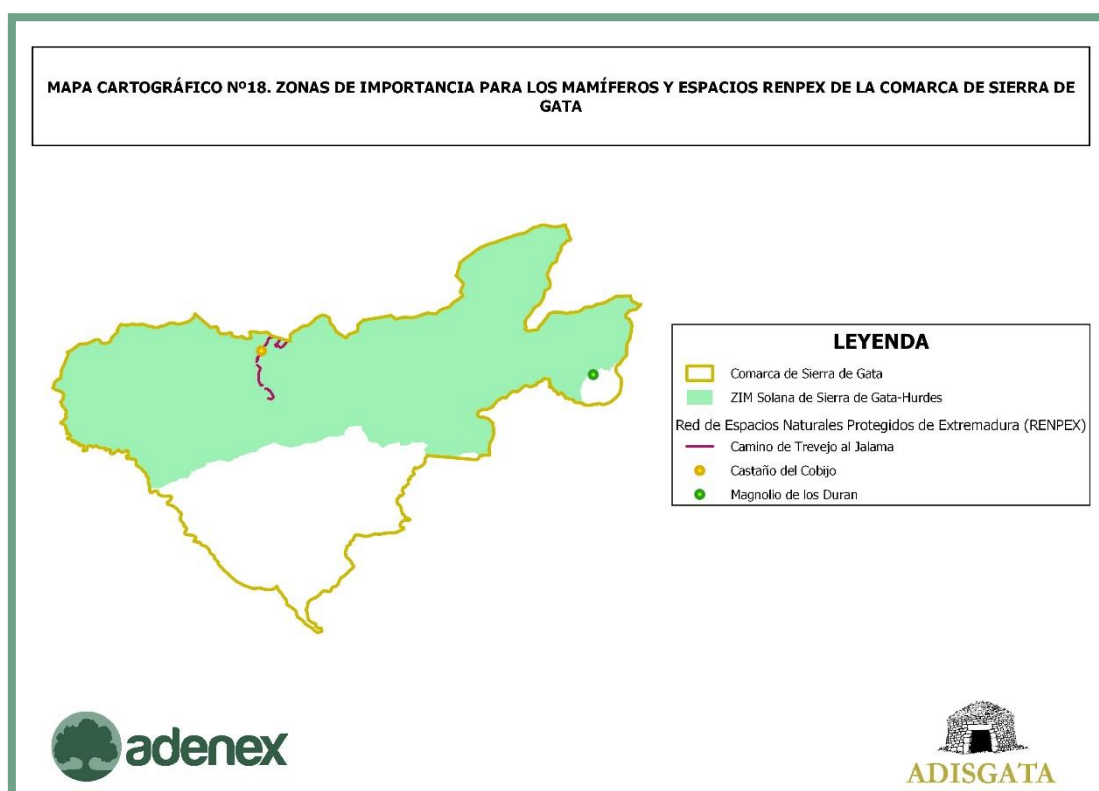 MAPA CARTOGRÁFICO Nº18. ZONAS DE IMPORTANCIA PARA LOS MAMÍFEROS Y ESPACIOS RENPEX DE LA COMARCA DE SIERRA DE
GATA
LEYENDA
Comarca de Sierra de Gata
ZIM Solana de Sierra de Gata-Hurdes
Red de Espacios Naturales Protegidos de Extremadura (RENPEX)
Camino de Trevejo al Jalama
Castaño del Cobijo
Magnolio de los Duran
adenex
ADISGATA